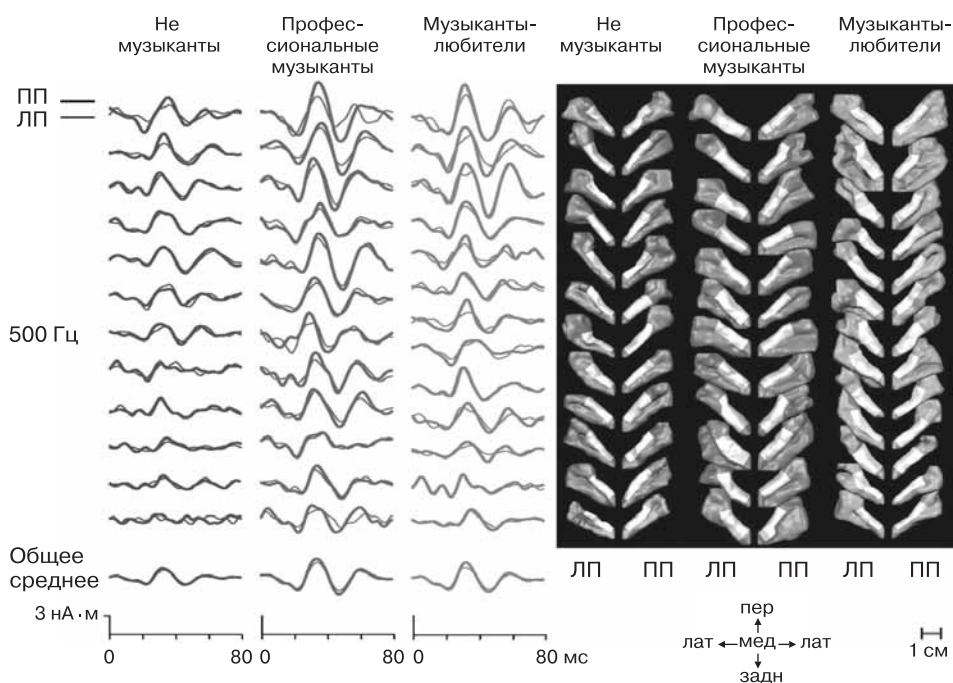 Не
музыканты
Профес-
сиональные
музыканты
Музыканты-
любители
Не
музыканты
Профес-
сиональные
музыканты
Музыканты-
любители
ПП
ЛП
500 Гц
Общее
среднее
3 нА·м
0 80 0 80 0 80 мс
ЛП ПП ЛП ПП ЛП ПП
пер
лат мед лат
задн
1 см